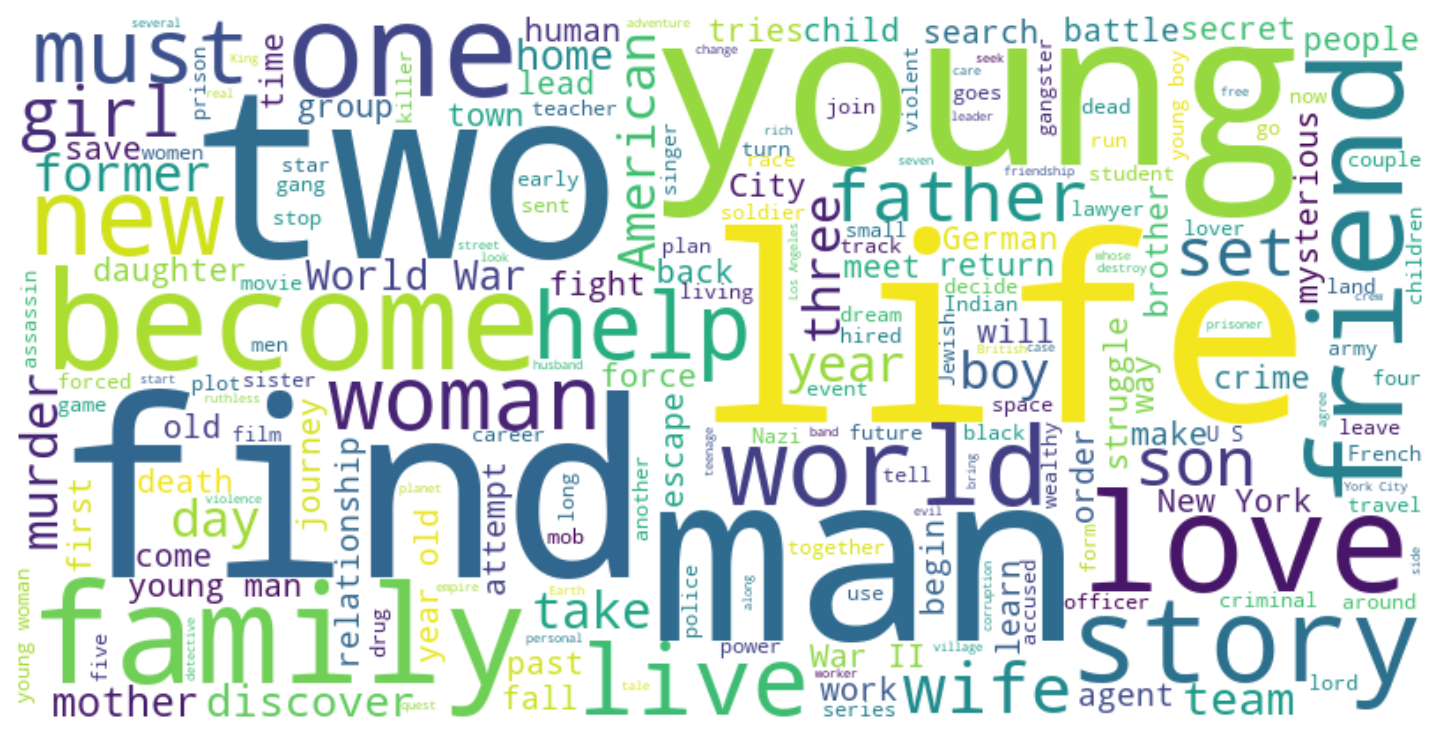 several
must
one
human
adventure
tries
child
search
battle
secret
people
King
prison
real
time
killer
home
lead
young
change
violent
seek
care
goes
leader
gangster
dead
young boy
free
now
friend
girl
group
town
teacher
American
join
run
go
save
women
two
star
gang
stop
early
sent
rich
turn
race
seven
friendship
student
mysterious
couple
former
new
singer
City
soldier
father
lawyer
brother
lover
set
children
daughter
movie
street
look
World War
fight
plan
back
living
Los Angeles
three
small
track
German
meet
return
whose
destroy
land
crew
assassin
become
help
life
dream
hired
decide
Indian
Jewish
will
British
case
prisoner
army
men
husband
force
year
event
boy
space
struggle
way
crime
four
forced
start
plot
sister
ruthless
game
woman
murder
old
film
journey
relationship
career
escape
teenage
Nazi
band
future
black
world
tell
bring
wealthy
order
make
U S
son
agree
leave
French
York City
travel
find
first
death
violence
day
planet
attempt
long
mob
another
man
evil
New York
love
come
young man
year old
together
form
begin
family
empire
Earth
take
police
along
use
learn
corruption
accused
officer
criminal
around
side
young woman
five
detective
drug
personal
power
War II
village
story
mother
discover
quest
past
fall
live
tale
worker
work
series
wife
agent
team
lord